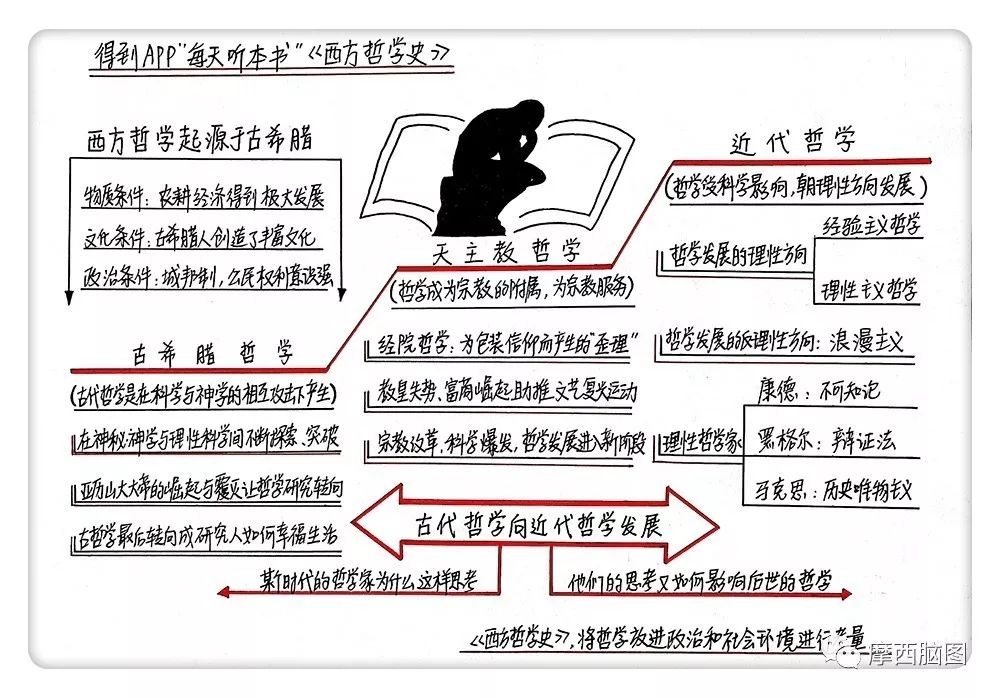 得到APP“每天听本书”《西方哲学史》
西方哲学起源于古希腊
物质条件：农耕经济得到极大发展
文化条件：古希腊人创造了丰富文化
政治条件：城邦制，公民权利意识强
古希腊哲学
(古代哲学是在科学与神学的相互攻击下产生)
在神秘神学与理性科学间不断探索、突破
亚历山大大帝的崛起与覆灭让哲学研究转向
古哲学最后转向成研究人如何幸福生活
天主教哲学
(哲学成为宗教的附属，为宗教服务)
经院哲学：为包装信仰而产生的“歪理”
教皇失势、富商崛起，助推文艺复兴运动
宗教改革，科学爆发，哲学发展进入新阶段
近代哲学
(哲学受科学影响，朝理性方向发展)
哲学发展的理性方向
经验主义哲学
理性主义哲学
哲学发展的反理性方向：浪漫主义
理性哲学家
康德：不可知论
黑格尔：辩证法
马克思：历史唯物主义
古代哲学向近代哲学发展
某时代的哲学家为什么这样思考
他们的思考又如何影响后世的哲学
《西方哲学史》，将哲学放进政治和社会环境进行考量
摩西脑图